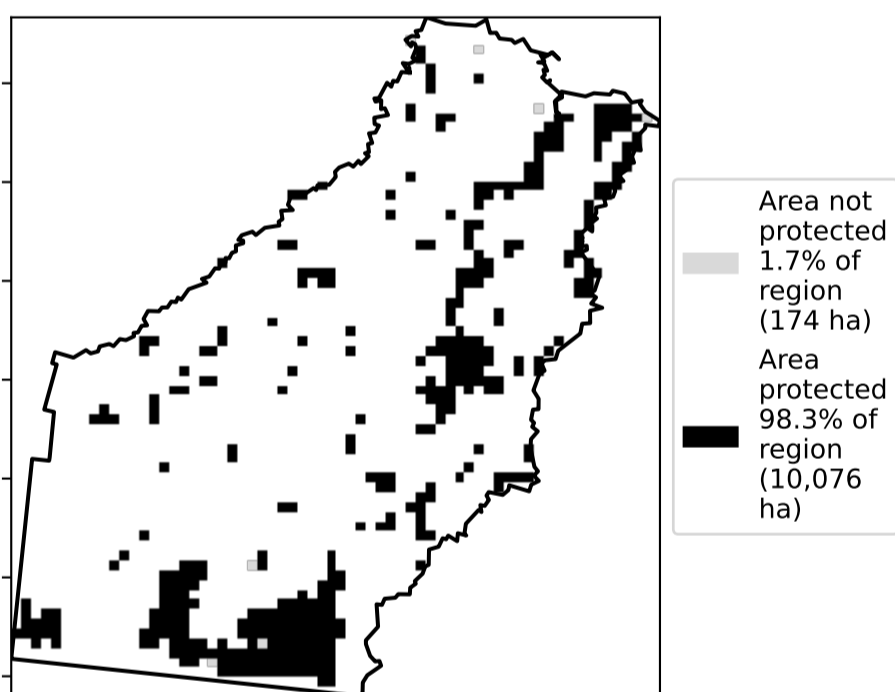 Area not
protected
1.7% of
region
(174 ha)
Area
protected
98.3% of
region
(10,076
ha)